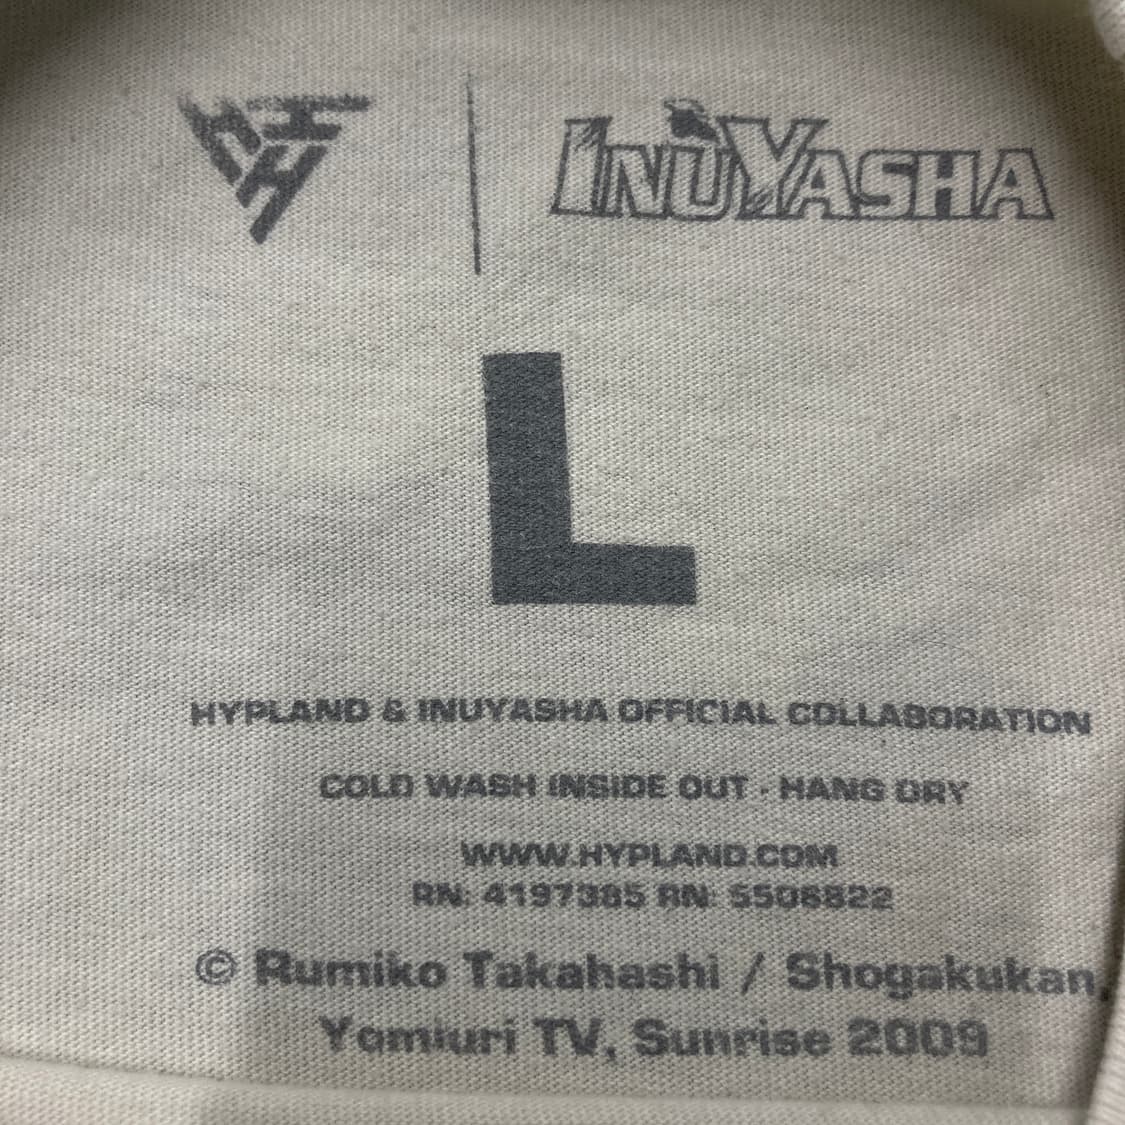 INUYASHA
L
HYPLAND & INUYASHA OFFICIAL COLLABORATION
COLD WASH INSIDE OUT · HANG DRY
WWW.HYPLAND.COM
RN: 4197385 RN: 5506822
© Rumiko Takahashi / Shogakukan,
Yomiuri TV, Sunrise 2009